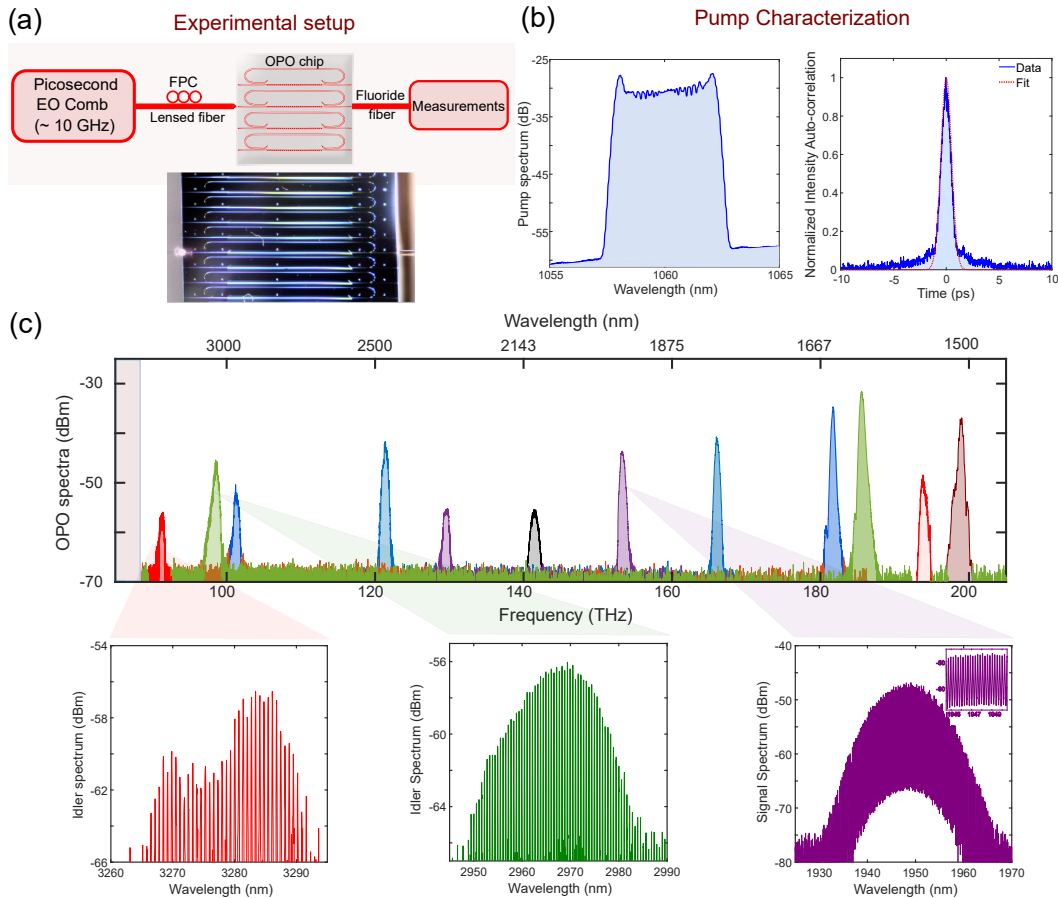 (a)
Experimental setup
Picosecond
EO Comb
(~ 10 GHz)
FPC
Lensed fiber
OPO chip
Fluoride
fiber
Measurements
(b)
Pump Characterization
Pump spectrum (dB)
-25
-35
-45
-55
1055
1060
1065
Wavelength (nm)
Normalized Intensity Auto-correlation
1
0.8
0.6
0.4
0.2
0
-10
-5
0
5
10
Time (ps)
Data
Fit
(c)
Wavelength (nm)
3000
2500
2143
1875
1667
1500
OPO spectra (dBm)
-30
-50
-70
100
120
140
160
180
200
Frequency (THz)
Idler spectrum (dBm)
-54
-58
-62
-66
3260
3270
3280
3290
Wavelength (nm)
Idler Spectrum (dBm)
-56
-60
-64
2950
2960
2970
2980
2990
Wavelength (nm)
Signal Spectrum (dBm)
-40
-50
-60
-70
-80
1930
1940
1950
1960
1970
Wavelength (nm)
1947